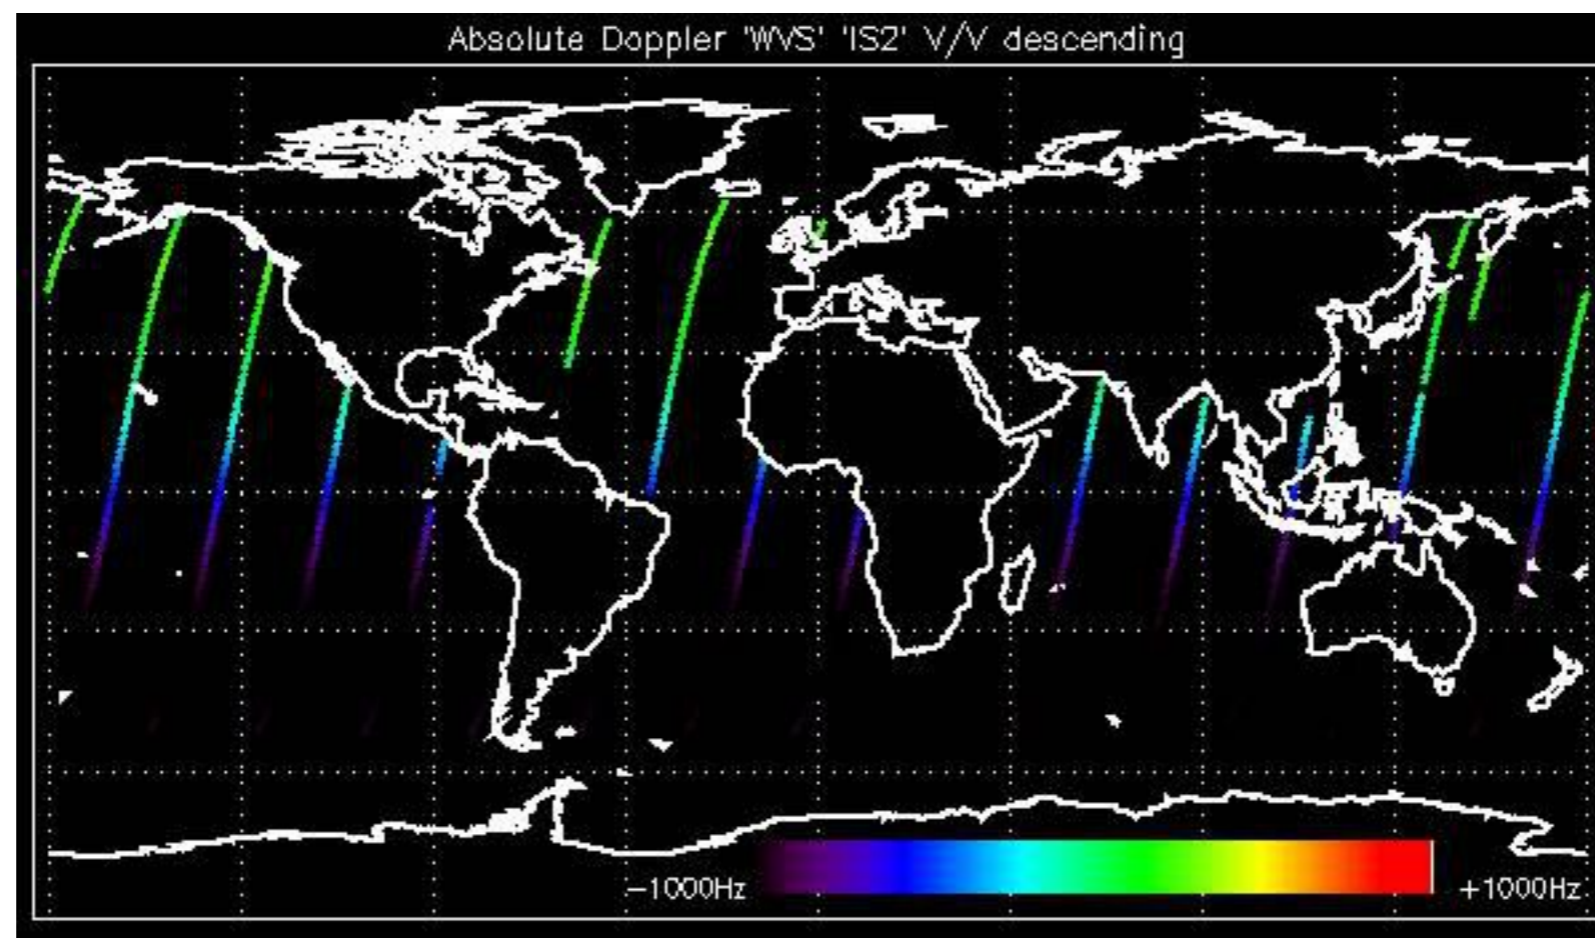 Absolute Doppler 'WVS' 'IS2' V/V descending
−1000Hz +1000Hz